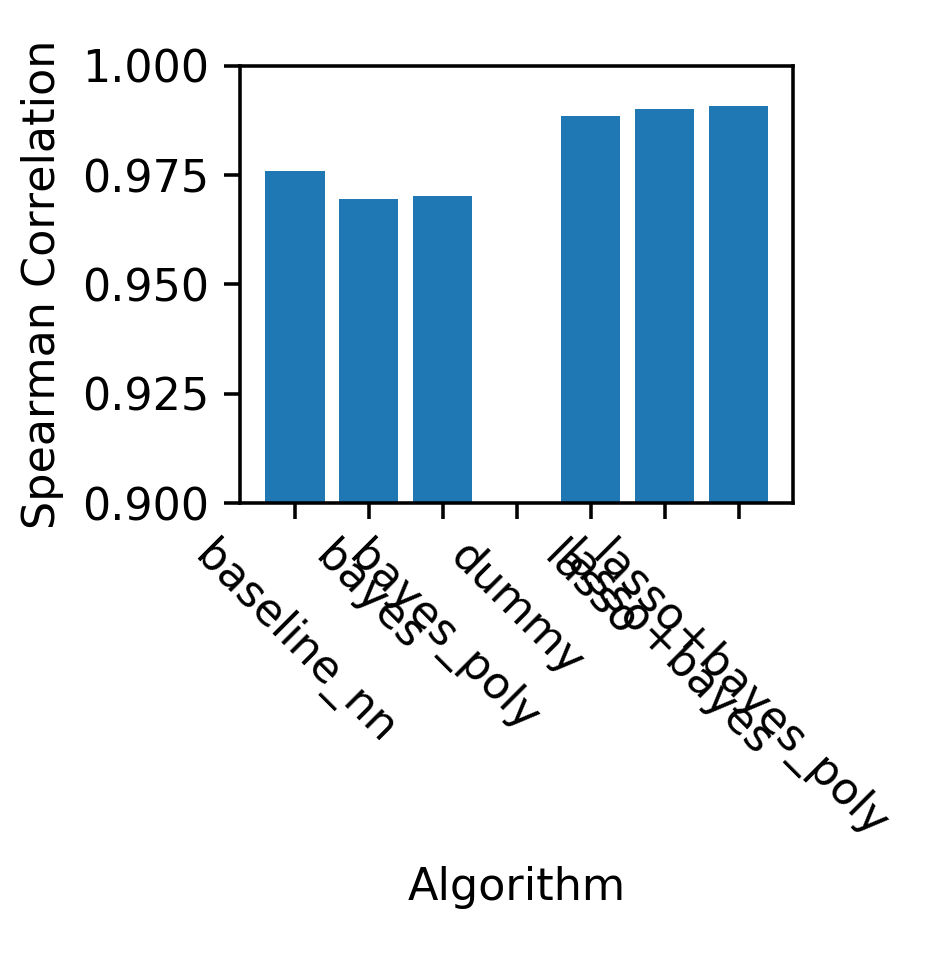 Spearman Correlation
1.000
0.975
0.950
0.925
0.900
baseline_nn
bayes
bayes_poly
dummy
lasso
lasso+bayes
lasso+bayes_poly
Algorithm